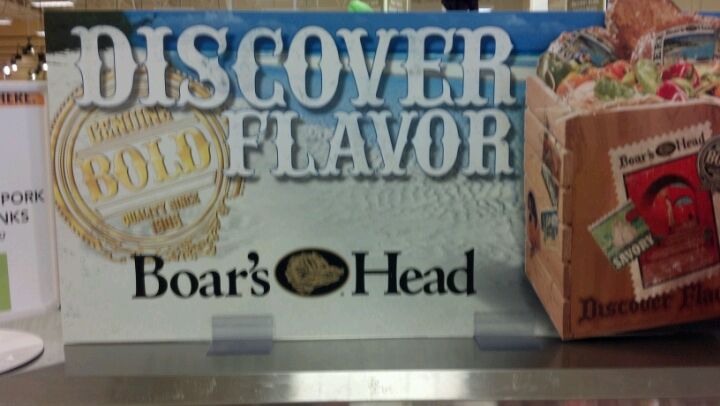 DISCOVER
FLAVOR
GENUINE
BOLD
QUALITY SINCE
1905
Boar's Head
Boar's Head
SAVORY
Discover Fla
HERE
PORK
NKS